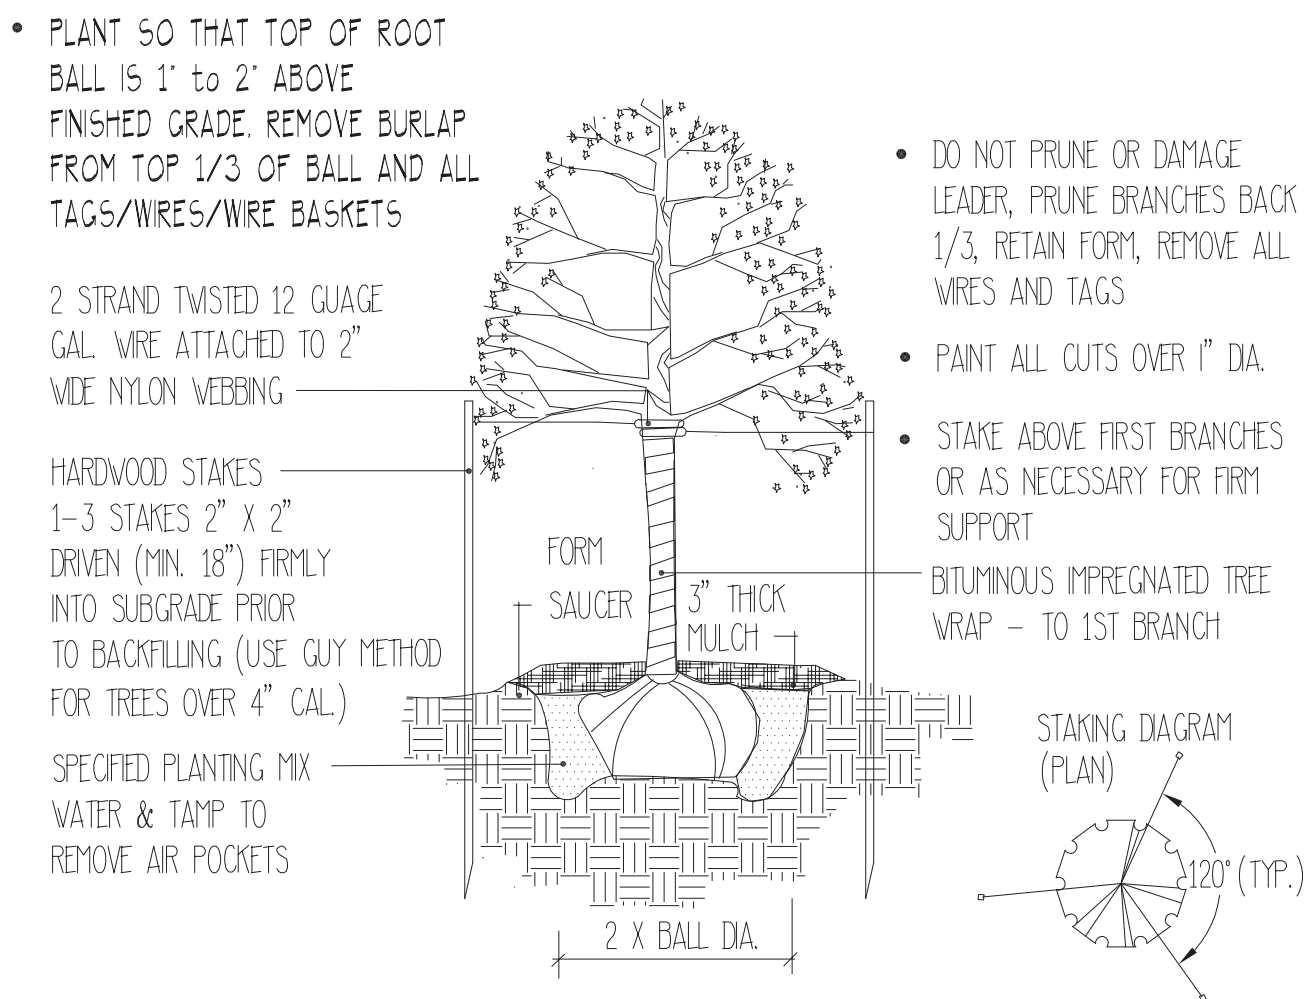 PLANT SO THAT TOP OF ROOT
BALL IS 1" to 2" ABOVE
FINISHED GRADE, REMOVE BURLAP
FROM TOP 1/3 OF BALL AND ALL
TAGS/WIRES/WIRE BASKETS
2 STRAND TWISTED 12 GUAGE
GAL. WIRE ATTACHED TO 2"
WIDE NYLON WEBBING
HARDWOOD STAKES
1-3 STAKES 2" X 2"
DRIVEN (MIN. 18") FIRMLY
INTO SUBGRADE PRIOR
TO BACKFILLING (USE GUY METHOD
FOR TREES OVER 4" CAL.)
SPECIFIED PLANTING MIX
WATER & TAMP TO
REMOVE AIR POCKETS
FORM
SAUCER
3" THICK
MULCH
2 X BALL DIA.
DO NOT PRUNE OR DAMAGE
LEADER, PRUNE BRANCHES BACK
1/3, RETAIN FORM, REMOVE ALL
WIRES AND TAGS
PAINT ALL CUTS OVER 1" DIA.
STAKE ABOVE FIRST BRANCHES
OR AS NECESSARY FOR FIRM
SUPPORT
BITUMINOUS IMPREGNATED TREE
WRAP - TO 1ST BRANCH
STAKING DIAGRAM
(PLAN)
120° (TYP.)